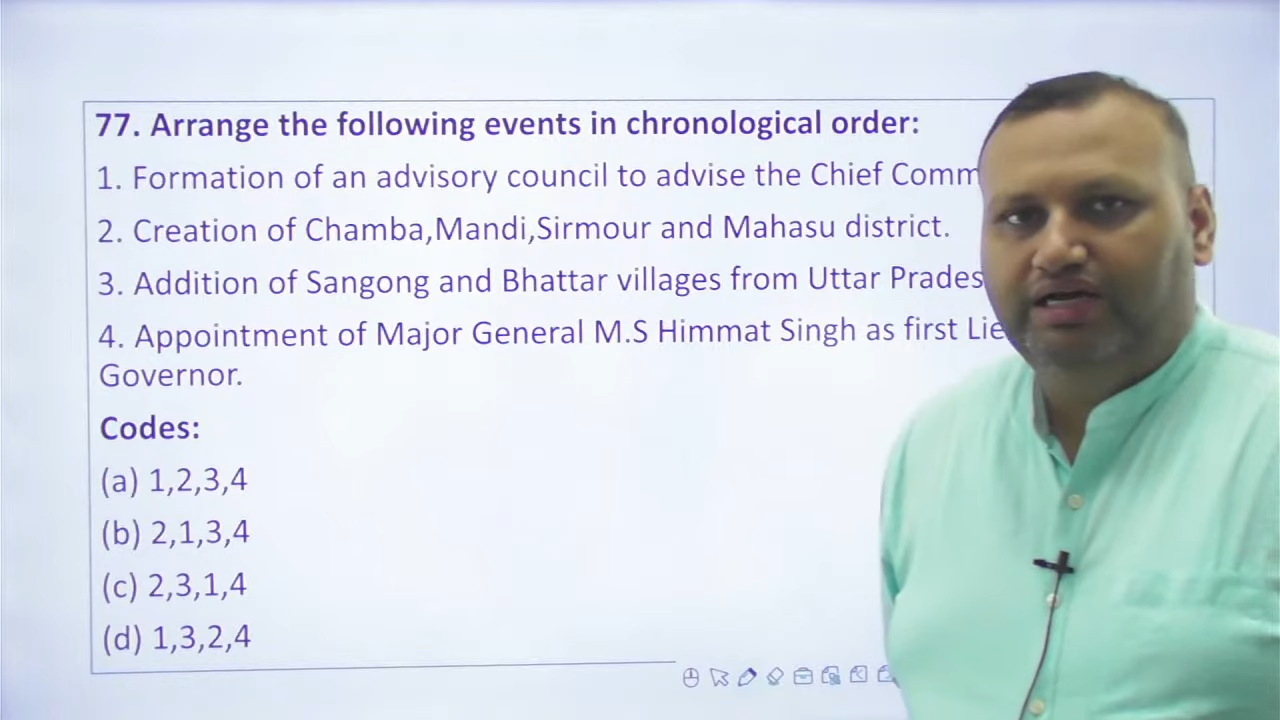 77. Arrange the following events in chronological order:
1. Formation of an advisory council to advise the Chief
2. Creation of Chamba,Mandi,Sirmour and Mahasu district.
3. Addition of Sangong and Bhattar villages from Uttar
4. Appointment of Major General M.S Himmat Singh as first
Governor.
Codes:
(a) 1,2,3,4
(b) 2,1,3,4
(c) 2,3,1,4
(d) 1,3,2,4